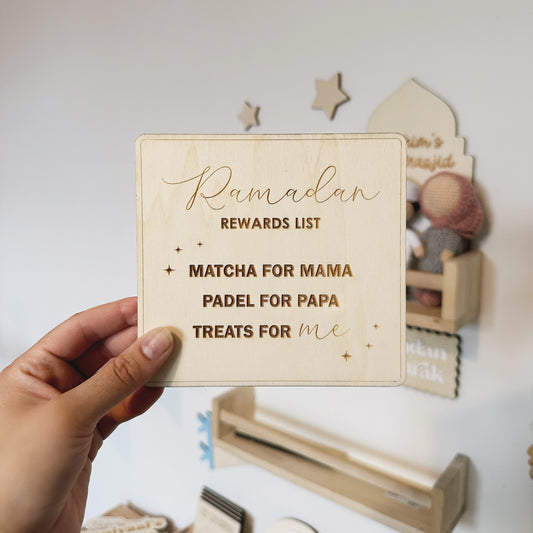 Ramadan
REWARDS LIST
MATCHA FOR MAMA
PADEL FOR PAPA
TREATS FOR me